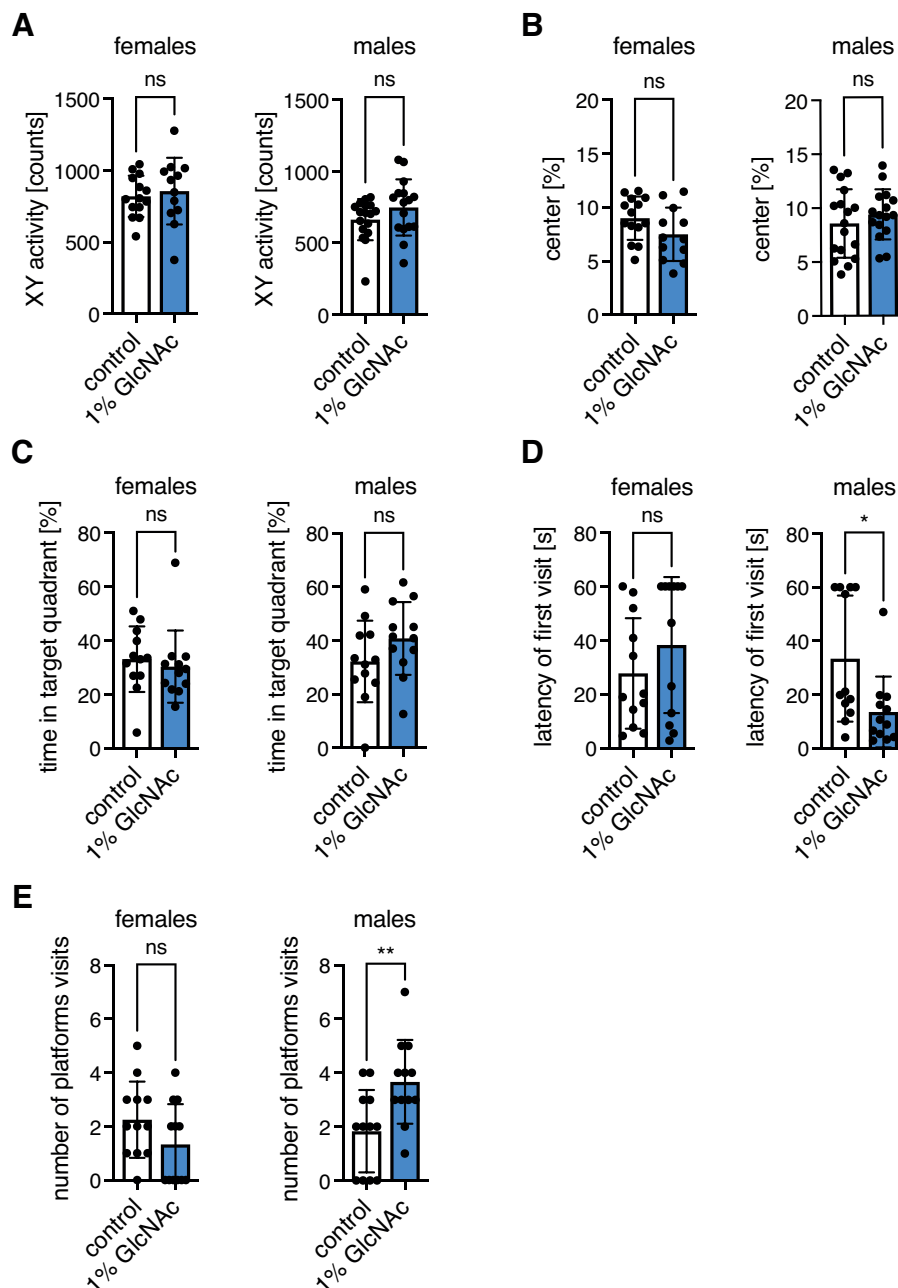 A
B
females
males
females
males
ns
ns
ns
ns
XY activity [counts]
1500
1000
500
0
control
1% GlcNAc
XY activity [counts]
1500
1000
500
0
control
1% GlcNAc
center [%]
20
15
10
5
0
control
1% GlcNAc
center [%]
20
15
10
5
0
control
1% GlcNAc
C
D
females
males
females
males
ns
ns
ns
*
time in target quadrant [%]
80
60
40
20
0
control
1% GlcNAc
time in target quadrant [%]
80
60
40
20
0
control
1% GlcNAc
latency of first visit [s]
80
60
40
20
0
control
1% GlcNAc
latency of first visit [s]
80
60
40
20
0
control
1% GlcNAc
E
females
males
ns
**
number of platforms visits
8
6
4
2
0
control
1% GlcNAc
number of platforms visits
8
6
4
2
0
control
1% GlcNAc